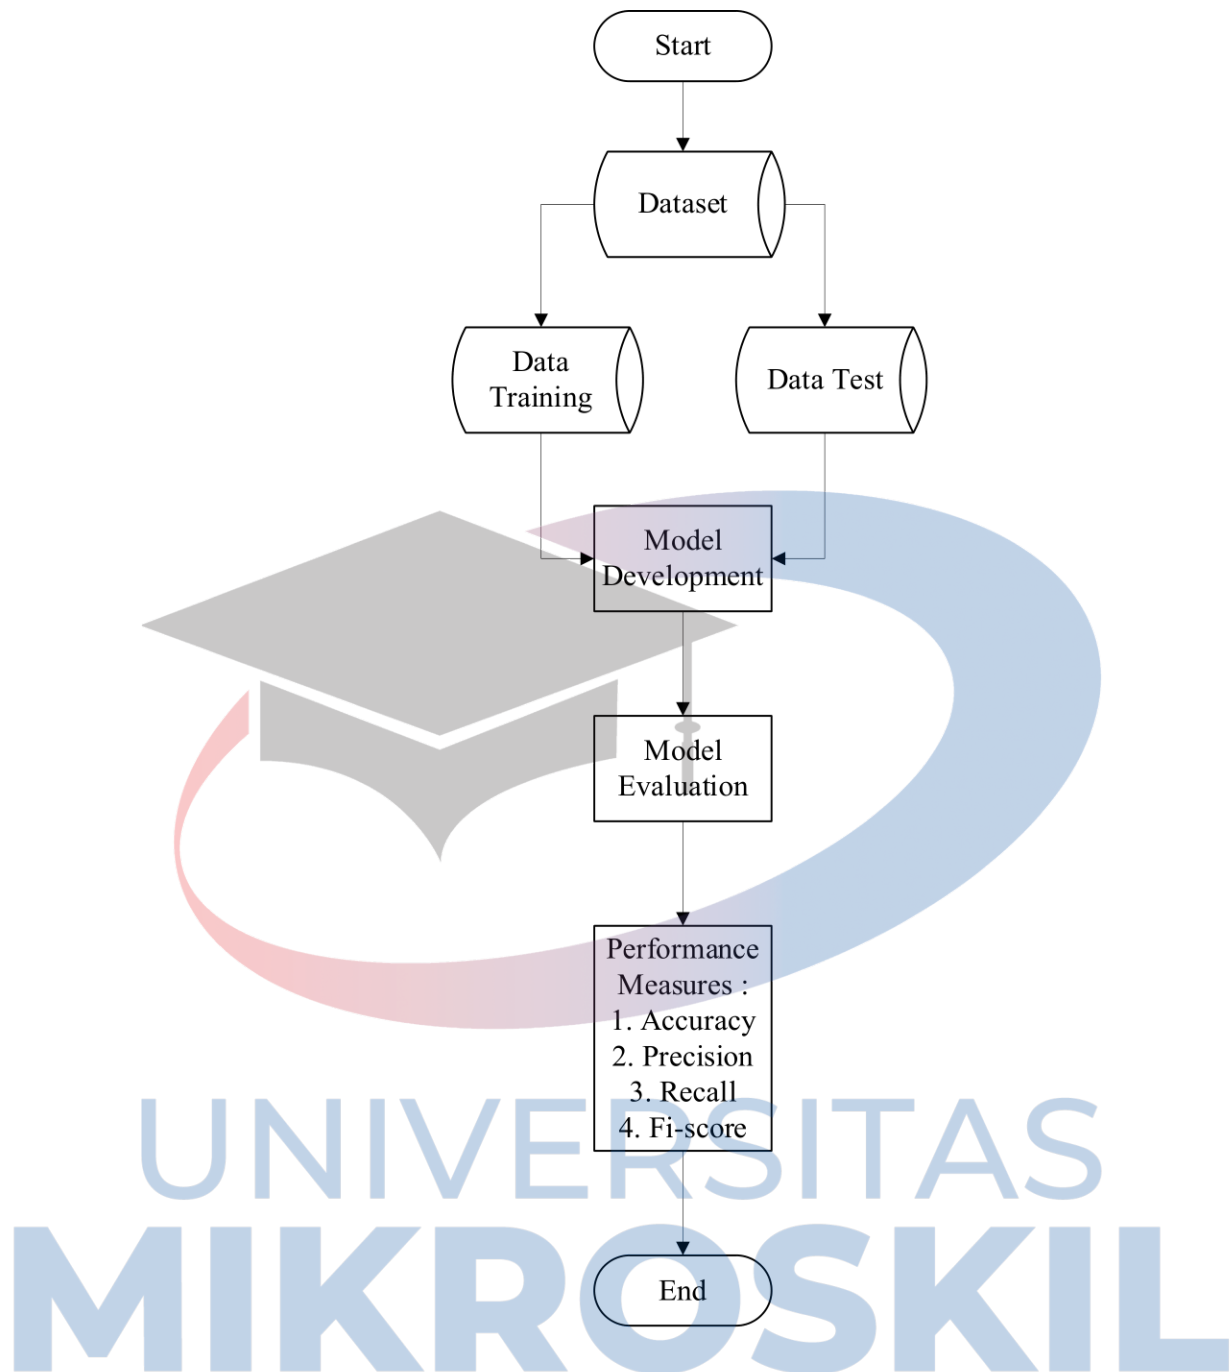 Start
Dataset
Data
Training
Data Test
Model
Development
Model
Evaluation
Performance
Measures :
1. Accuracy
2. Precision
3. Recall
4. Fi-score
UNIVERSITAS
MIKROSKIL
End